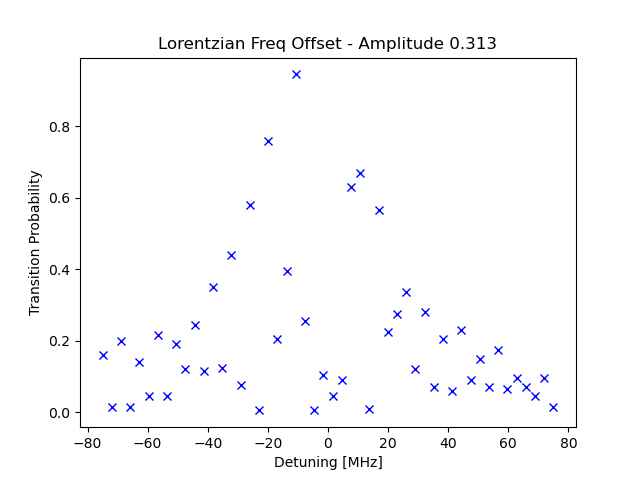 Lorentzian Freq Offset - Amplitude 0.313
Transition Probability
0.8
0.6
0.4
0.2
0.0
−80 −60 −40 −20 0 20 40 60 80
Detuning [MHz]